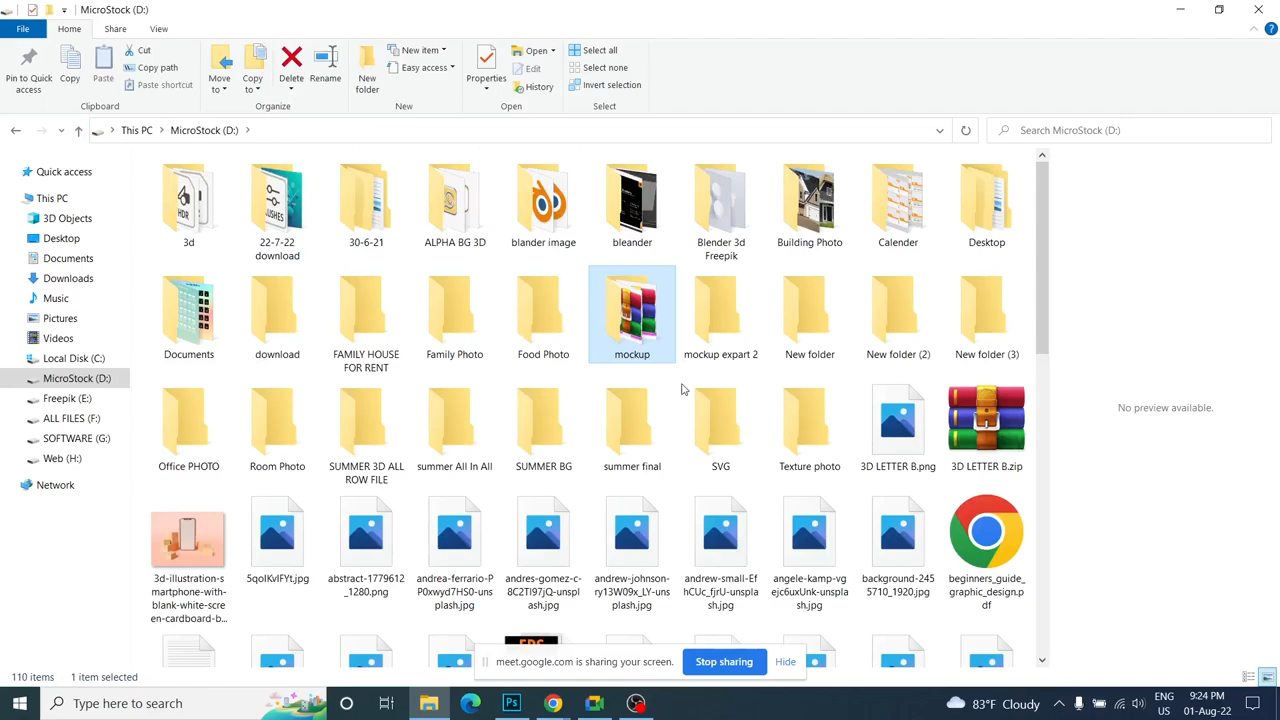 MicroStock (D:)
File Home Share View
Pin to Quick access
Copy
Paste
Cut
Copy path
Paste shortcut
Clipboard
Move to
Copy to
Delete
Rename
Organize
New folder
New item
Easy access
New
Properties
Open
Edit
History
Open
Select all
Select none
Invert selection
Select
This PC MicroStock (D:)
Search MicroStock (D:)
Quick access
This PC
3D Objects
Desktop
Documents
Downloads
Music
Pictures
Videos
Local Disk (C:)
MicroStock (D:)
Freepik (E:)
ALL FILES (F:)
SOFTWARE (G:)
Web (H:)
Network
3d
22-7-22 download
30-6-21
ALPHA BG 3D
blander image
bleander
Blender 3d Freepik
Building Photo
Calender
Desktop
Documents
download
FAMILY HOUSE FOR RENT
Family Photo
Food Photo
mockup
mockup expart 2
New folder
New folder (2)
New folder (3)
Office PHOTO
Room Photo
SUMMER 3D ALL ROW FILE
summer All In All
SUMMER BG
summer final
SVG
Texture photo
3D LETTER B.png
3D LETTER B.zip
3d-illustration-s
martphone-with-
blank-white-scre
en-cardboard-b...
5qoIKvIFYt.jpg
abstract-1779612
_1280.png
andrea-ferrario-P
P0xwyd7HS0-uns
plash.jpg
andres-gomez-c-
8C2TI97jQ-unspl
ash.jpg
andrew-johnson-
ry13W09x_LY-un
splash.jpg
andrew-small-Ef
hCUc_fjrU-unspla
sh.jpg
angele-kamp-vg
ejc6uxUnk-unspla
sh.jpg
background-245
5710_1920.jpg
beginners_guide_
graphic_design.p
df
No preview available.
meet.google.com is sharing your screen. Stop sharing Hide
110 items 1 item selected
Type here to search
Ps
83°F Cloudy
ENG
US
9:24 PM
01-Aug-22